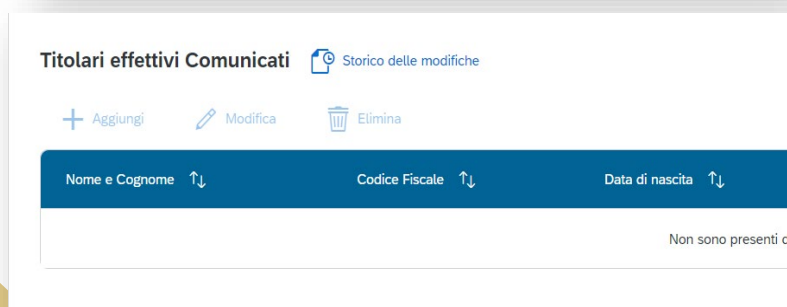 Titolari effettivi Comunicati Storico delle modifiche
Aggiungi Modifica Elimina
Nome e Cognome Codice Fiscale Data di nascita
Non sono presenti